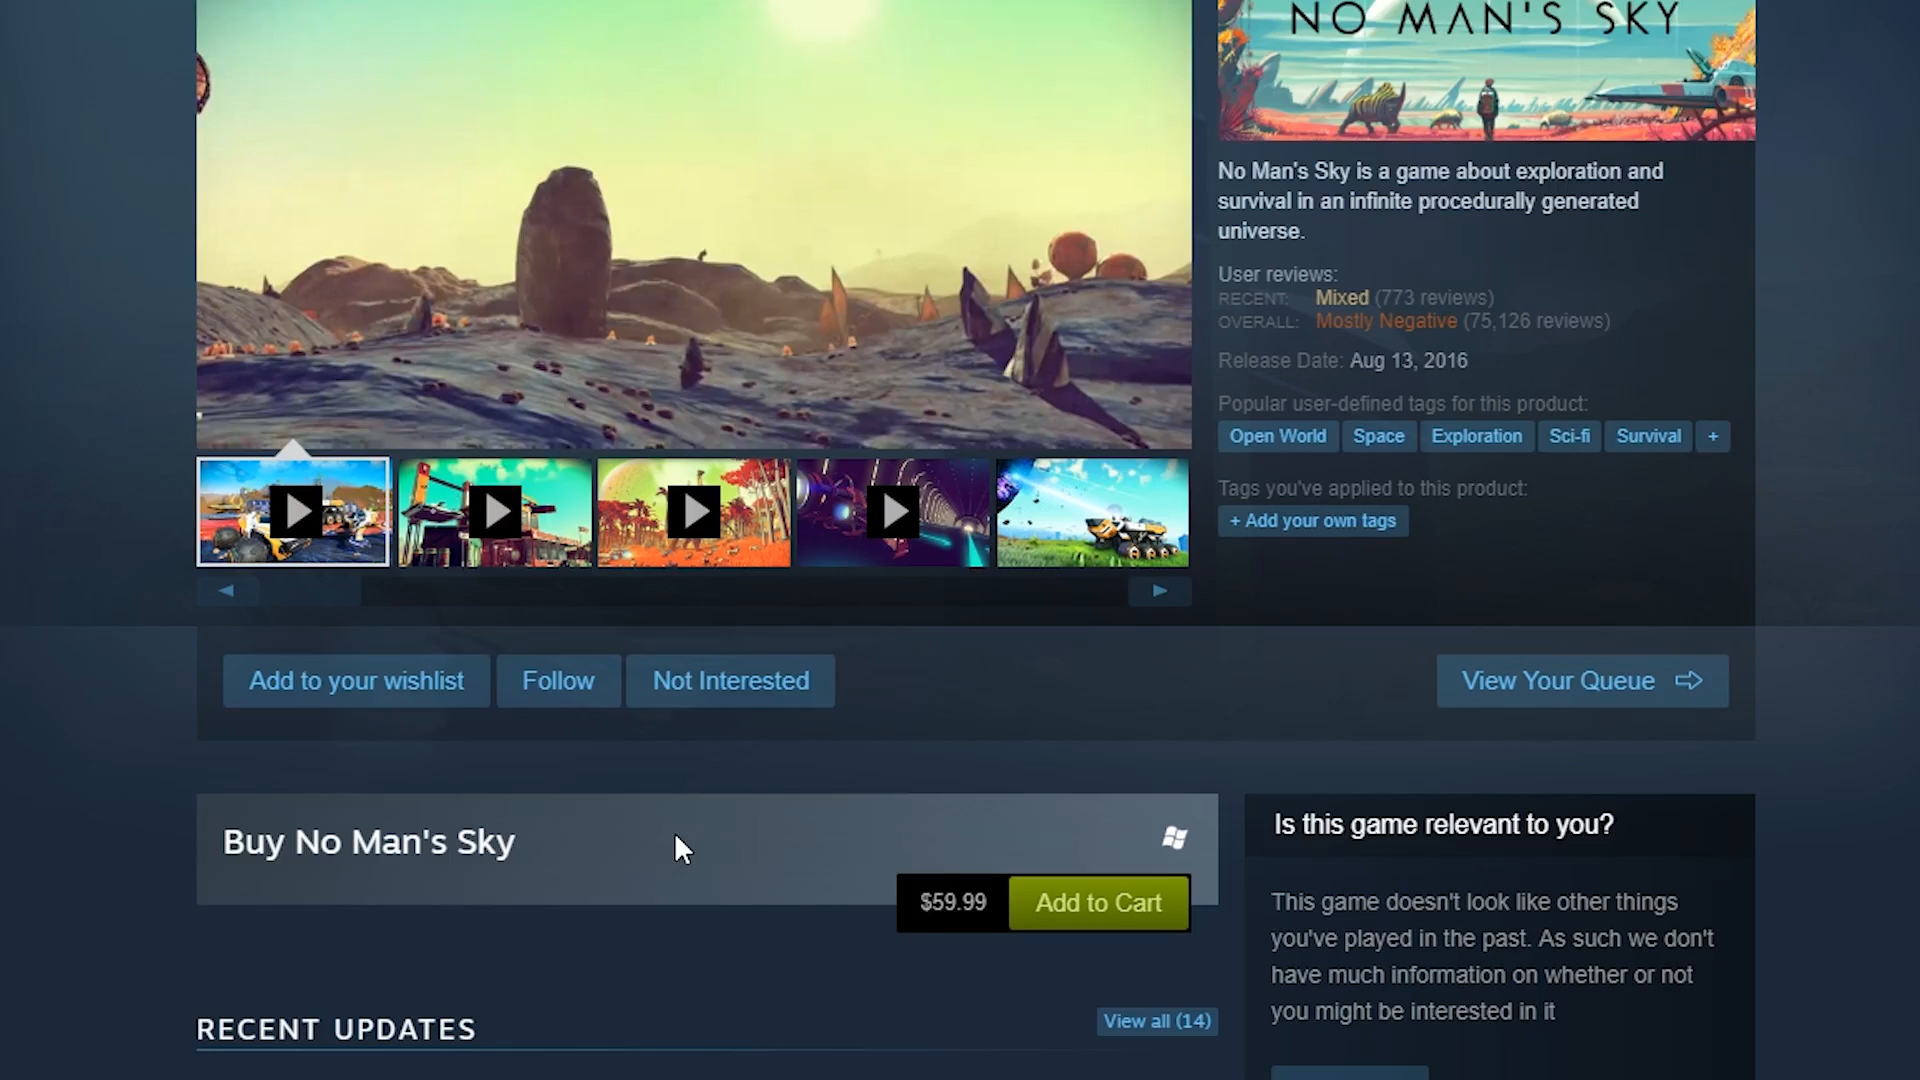 NO MAN'S SKY
No Man's Sky is a game about exploration and
survival in an infinite procedurally generated
universe.
User reviews:
RECENT: Mixed (773 reviews)
OVERALL: Mostly Negative (75,126 reviews)
Release Date: Aug 13, 2016
Popular user-defined tags for this product:
Open World Space Exploration Sci-fi Survival +
Tags you've applied to this product:
+ Add your own tags
Add to your wishlist Follow Not Interested View Your Queue
Buy No Man's Sky
$59.99 Add to Cart
Is this game relevant to you?
This game doesn't look like other things
you've played in the past. As such we don't
have much information on whether or not
you might be interested in it
RECENT UPDATES View all (14)